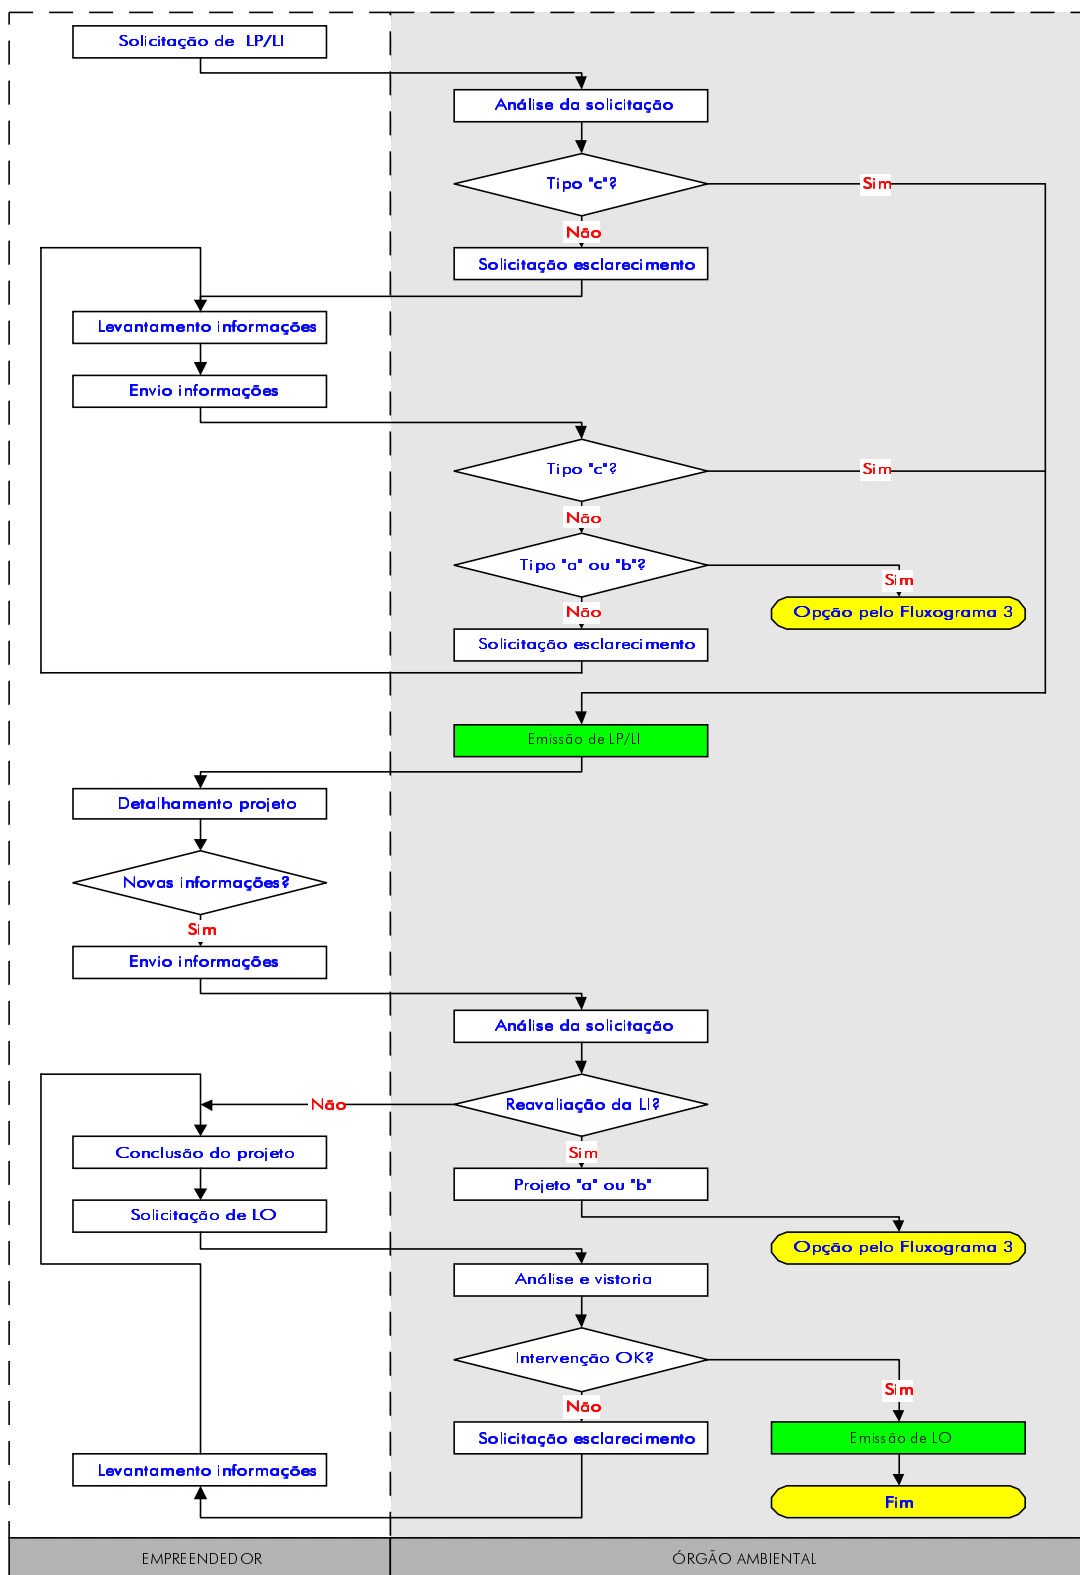 Solicitação de LP/LI
Análise da solicitação
Tipo "c"?
Sim
Não
Solicitação esclarecimento
Levantamento informações
Envio informações
Tipo "c"?
Sim
Não
Tipo "a" ou "b"?
Sim
Não
Opção pelo Fluxograma 3
Solicitação esclarecimento
Emissão de LP/LI
Detalhamento projeto
Novas informações?
Sim
Envio informações
Análise da solicitação
Não
Reavaliação da LI?
Sim
Conclusão do projeto
Projeto "a" ou "b"
Solicitação de LO
Opção pelo Fluxograma 3
Análise e vistoria
Intervenção OK?
Sim
Não
Solicitação esclarecimento
Emissão de LO
Levantamento informações
Fim
EMPREENDEDOR
ÓRGÃO AMBIENTAL